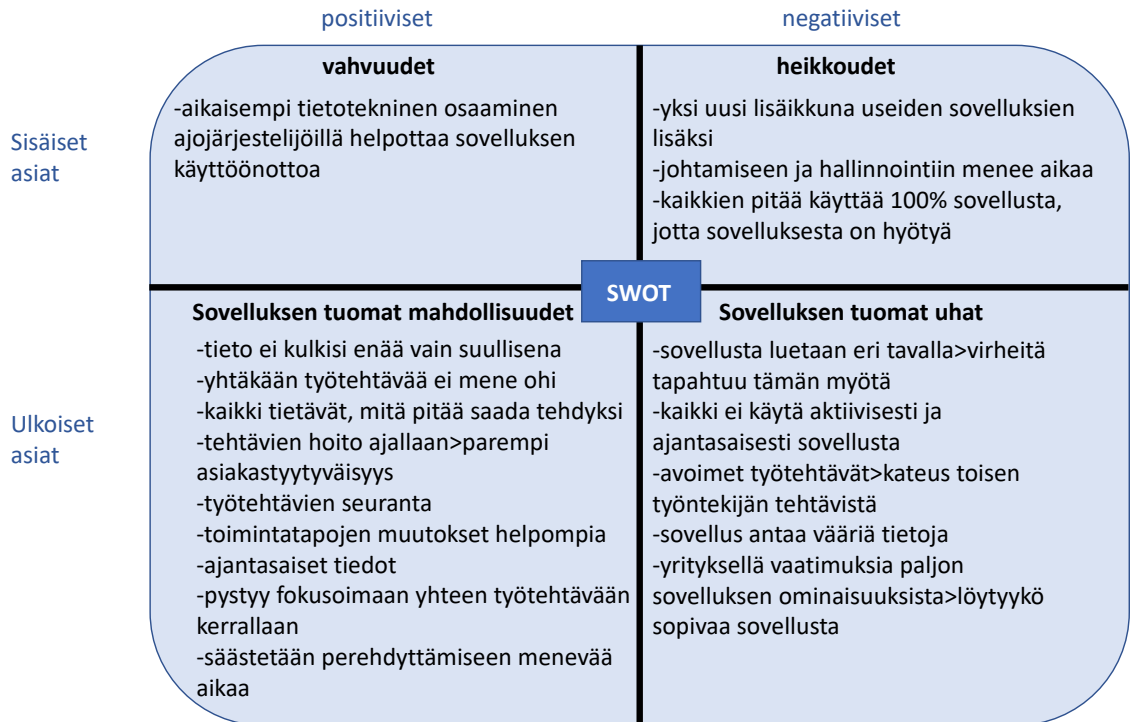 positiiviset
negatiiviset
Sisäiset
asiat
vahvuudet
-aikaisempi tietotekninen osaaminen
ajojärjestelijöillä helpottaa sovelluksen
käyttöönottoa
heikkoudet
-yksi uusi lisäikkuna useiden sovelluksien
lisäksi
-johtamiseen ja hallinnointiin menee aikaa
-kaikkien pitää käyttää 100% sovellusta,
jotta sovelluksesta on hyötyä
SWOT
Ulkoiset
asiat
Sovelluksen tuomat mahdollisuudet
-tieto ei kulkisi enää vain suullisena
-yhtäkään työtehtävää ei mene ohi
-kaikki tietävät, mitä pitää saada tehdyksi
-tehtävien hoito ajallaan>parempi
asiakastyytyväisyys
-työtehtävien seuranta
-toimintatapojen muutokset helpompia
-ajantasaiset tiedot
-pystyy fokusoimaan yhteen työtehtävään
kerrallaan
-säästetään perehdyttämiseen menevää
aikaa
Sovelluksen tuomat uhat
-sovellusta luetaan eri tavalla>virheitä
tapahtuu tämän myötä
-kaikki ei käytä aktiivisesti ja
ajantasaisesti sovellusta
-avoimet työtehtävät>kateus toisen
työntekijän tehtävistä
-sovellus antaa vääriä tietoja
-yrityksellä vaatimuksia paljon
sovelluksen ominaisuuksista>löytyykö
sopivaa sovellusta